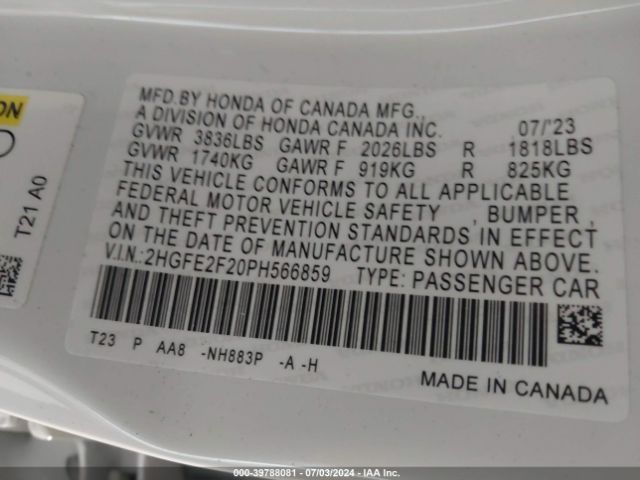 ON
T21 A0
MFD.BY HONDA OF CANADA MFG.,
A DIVISION OF HONDA CANADA INC. 07/'23
GVWR 3836LBS GAWR F 2026LBS R 1818LBS
GVWR 1740KG GAWR F 919KG R 825KG
THIS VEHICLE CONFORMS TO ALL APPLICABLE
FEDERAL MOTOR VEHICLE SAFETY , BUMPER ,
AND THEFT PREVENTION STANDARDS IN EFFECT
ON THE DATE OF MANUFACTURE SHOWN ABOVE.
V.I.N.:2HGFE2F20PH566859 TYPE: PASSENGER CAR
T23 P AA8 -NH883P -A -H
MADE IN CANADA
000-39788081 - 07/03/2024 - IAA Inc.